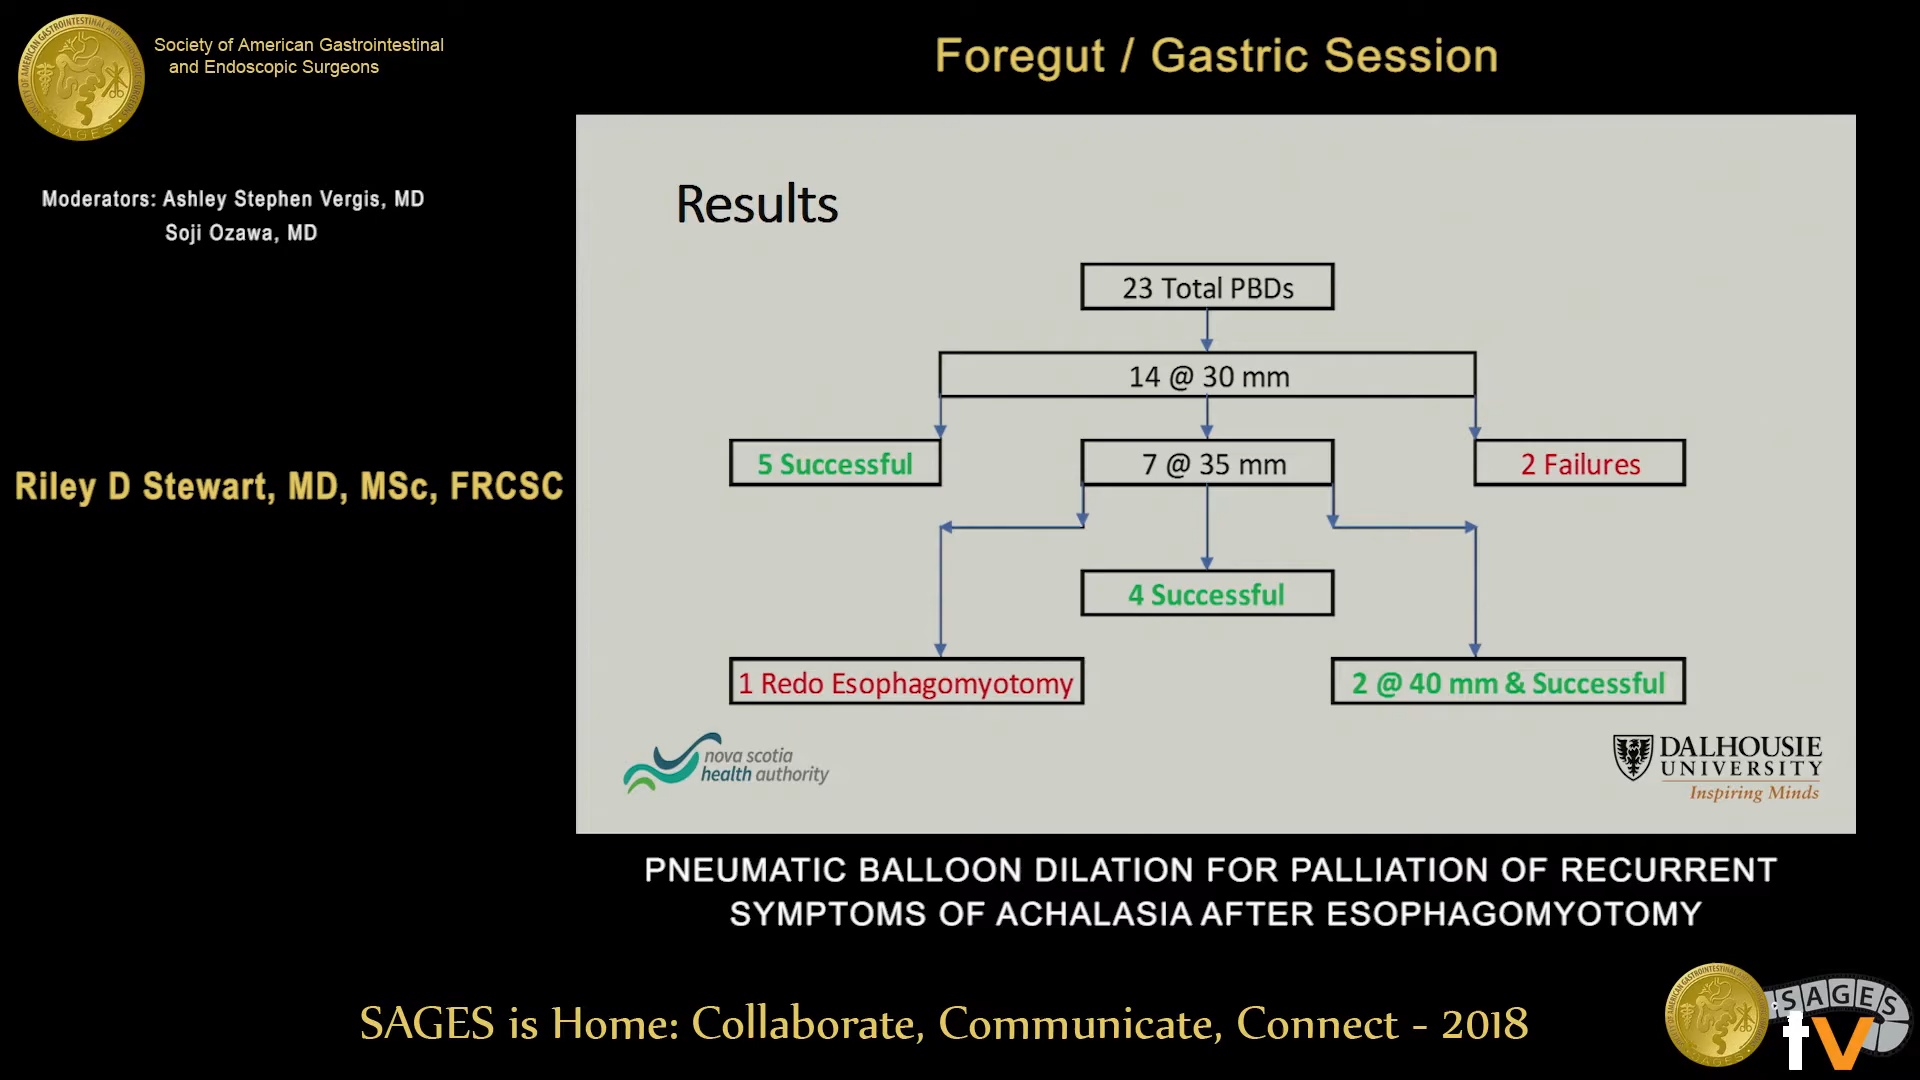 Society of American Gastrointestinal
and Endoscopic Surgeons
Foregut / Gastric Session
Moderators: Ashley Stephen Vergis, MD
Soji Ozawa, MD
Riley D Stewart, MD, MSc, FRCSC
Results
23 Total PBDs
14 @ 30 mm
5 Successful
7 @ 35 mm
2 Failures
4 Successful
1 Redo Esophagomyotomy
2 @ 40 mm & Successful
nova scotia
health authority
DALHOUSIE
UNIVERSITY
Inspiring Minds
PNEUMATIC BALLOON DILATION FOR PALLIATION OF RECURRENT
SYMPTOMS OF ACHALASIA AFTER ESOPHAGOMYOTOMY
SAGES is Home: Collaborate, Communicate, Connect - 2018
SAGES
tv